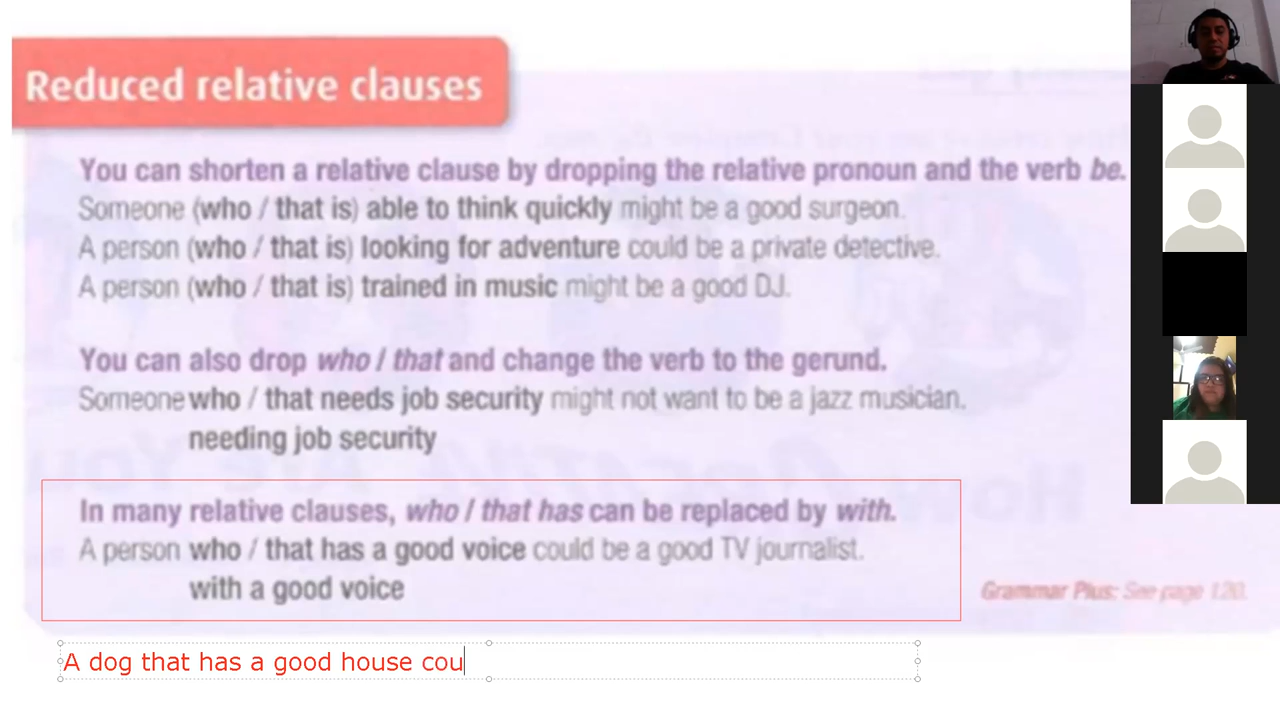 Reduced relative clauses
You can shorten a relative clause by dropping the relative pronoun and the verb be.
Someone (who / that is) able to think quickly might be a good surgeon.
A person (who / that is) looking for adventure could be a private detective.
A person (who / that is) trained in music might be a good DJ.
You can also drop who / that and change the verb to the gerund.
Someone who / that needs job security might not want to be a jazz musician.
needing job security
In many relative clauses, who / that has can be replaced by with.
A person who / that has a good voice could be a good TV journalist.
with a good voice
Grammar Plus: See page 120.
A dog that has a good house cou